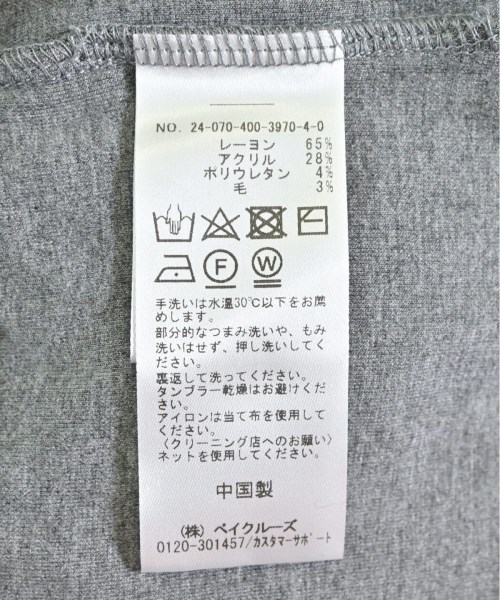 NO. 24-070-400-3970-4-0
レーヨン 65%
アクリル 28%
ポリウレタン 4%
毛 3%
F W
手洗いは水温30℃以下をお薦
めします。
部分的なつまみ洗いや、もみ
洗いはせず、押し洗いしてく
ださい。
裏返して洗ってください。
タンブラー乾燥はお避けくだ
さい。
アイロンは当て布を使用して
ください。
〈クリーニング店へのお願い〉
ネットを使用してください。
中国製
(株) ベイクルーズ
0120-301457/カスタマーサポート